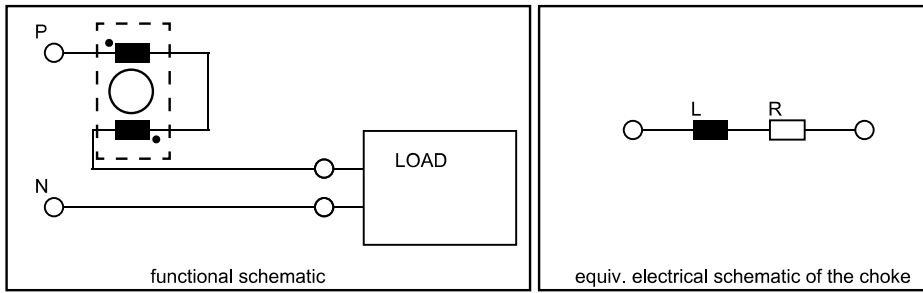 P
LOAD
N
functional schematic
L
R
equiv. electrical schematic of the choke